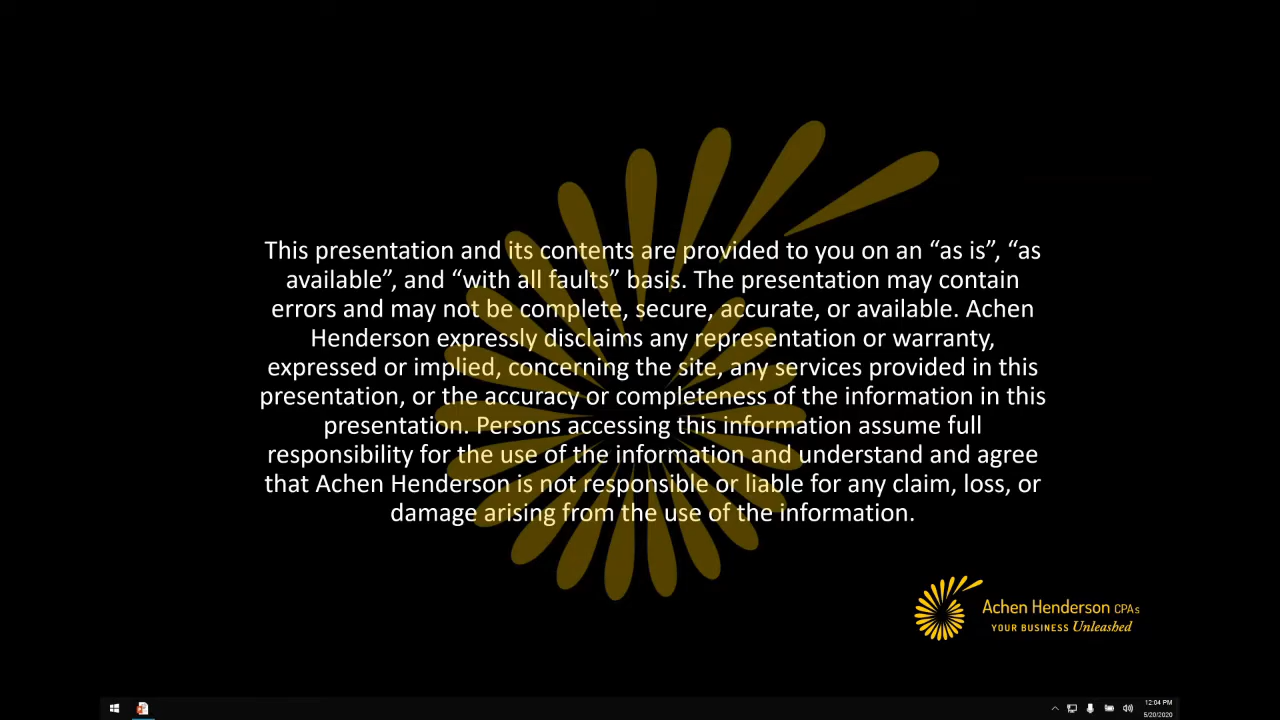 This presentation and its contents are provided to you on an “as is”, “as
available”, and “with all faults” basis. The presentation may contain
errors and may not be complete, secure, accurate, or available. Achen
Henderson expressly disclaims any representation or warranty,
expressed or implied, concerning the site, any services provided in this
presentation, or the accuracy or completeness of the information in this
presentation. Persons accessing this information assume full
responsibility for the use of the information and understand and agree
that Achen Henderson is not responsible or liable for any claim, loss, or
damage arising from the use of the information.
Achen Henderson CPAs
YOUR BUSINESS Unleashed
12:04 PM
5/20/2020